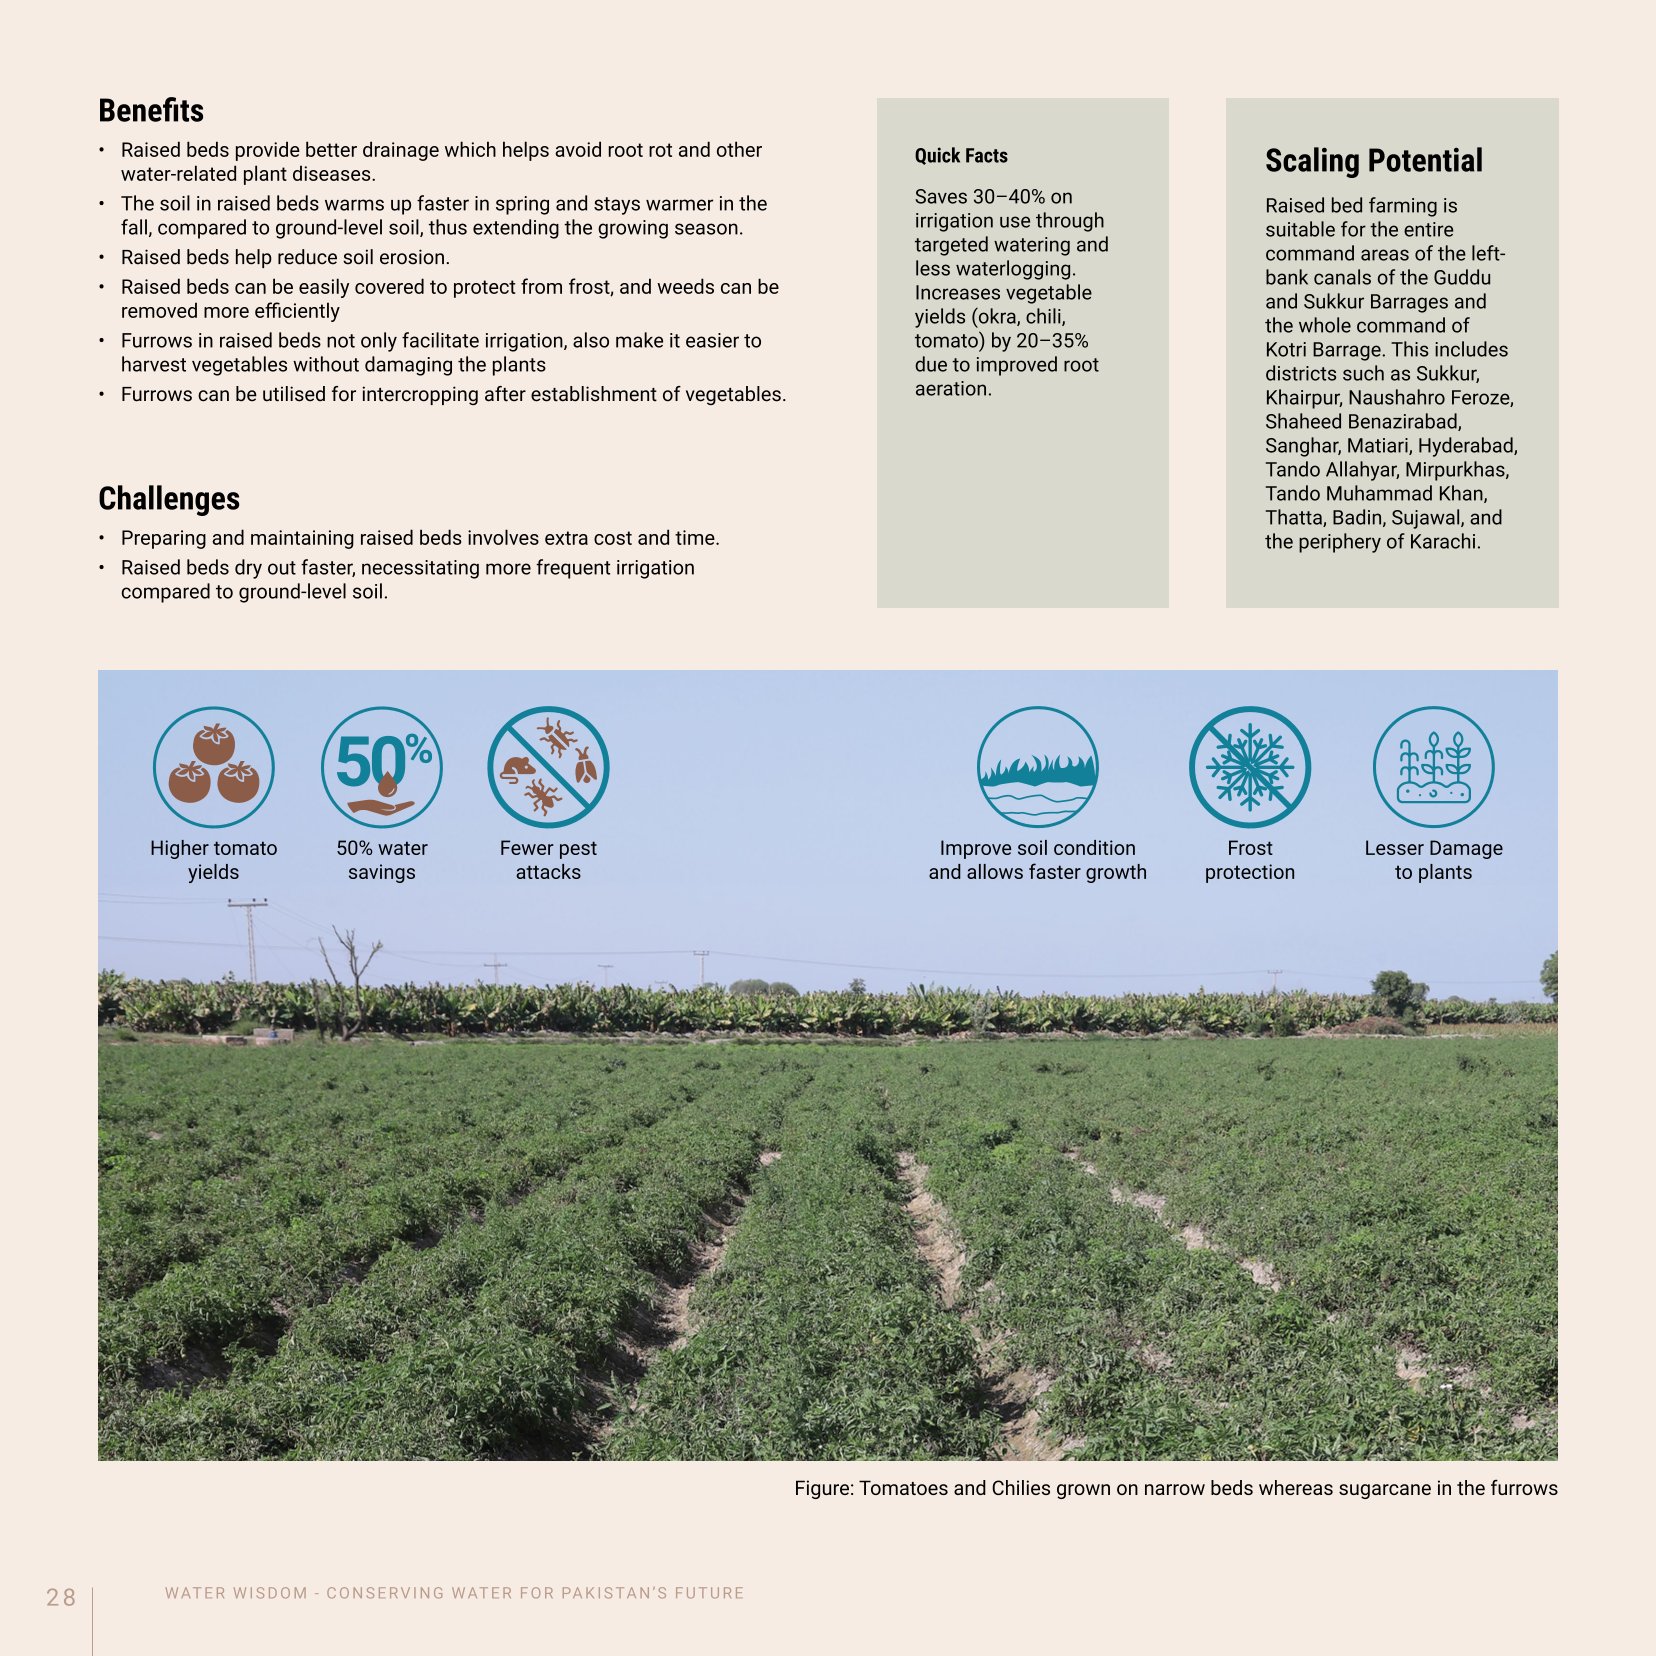 Benefits
• Raised beds provide better drainage which helps avoid root rot and other
water-related plant diseases.
• The soil in raised beds warms up faster in spring and stays warmer in the
fall, compared to ground-level soil, thus extending the growing season.
• Raised beds help reduce soil erosion.
• Raised beds can be easily covered to protect from frost, and weeds can be
removed more efficiently
• Furrows in raised beds not only facilitate irrigation, also make it easier to
harvest vegetables without damaging the plants
• Furrows can be utilised for intercropping after establishment of vegetables.
Challenges
• Preparing and maintaining raised beds involves extra cost and time.
• Raised beds dry out faster, necessitating more frequent irrigation
compared to ground-level soil.
Quick Facts
Saves 30–40% on
irrigation use through
targeted watering and
less waterlogging.
Increases vegetable
yields (okra, chili,
tomato) by 20–35%
due to improved root
aeration.
Scaling Potential
Raised bed farming is
suitable for the entire
command areas of the left-
bank canals of the Guddu
and Sukkur Barrages and
the whole command of
Kotri Barrage. This includes
districts such as Sukkur,
Khairpur, Naushahro Feroze,
Shaheed Benazirabad,
Sanghar, Matiari, Hyderabad,
Tando Allahyar, Mirpurkhas,
Tando Muhammad Khan,
Thatta, Badin, Sujawal, and
the periphery of Karachi.
Higher tomato
yields
50%
50% water
savings
Fewer pest
attacks
Improve soil condition
and allows faster growth
Frost
protection
Lesser Damage
to plants
Figure: Tomatoes and Chilies grown on narrow beds whereas sugarcane in the furrows
28
WATER WISDOM - CONSERVING WATER FOR PAKISTAN'S FUTURE